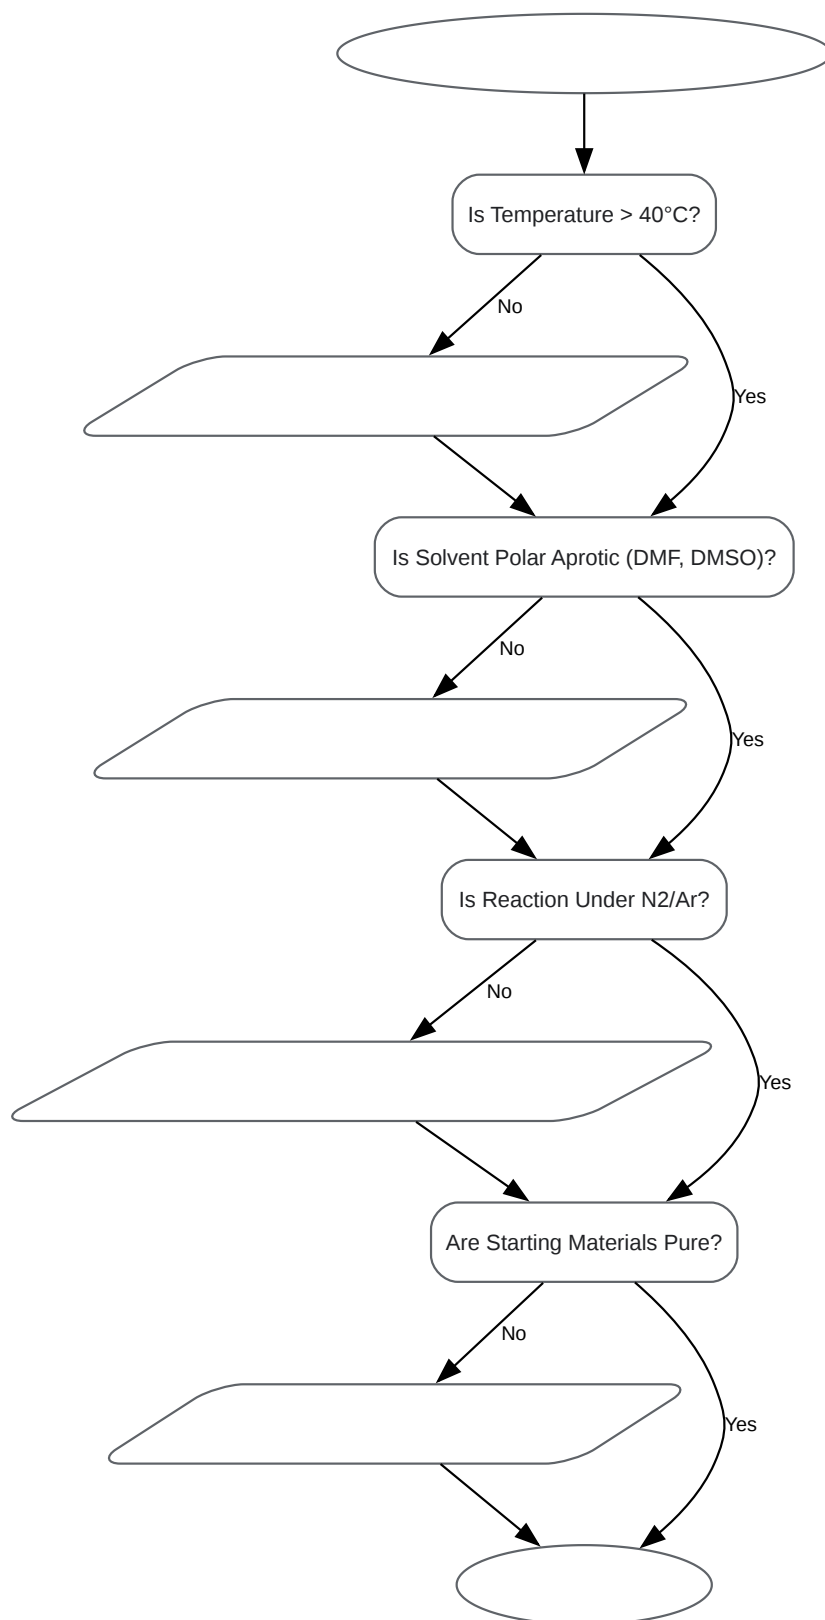 Is Temperature > 40°C?
No
Yes
Is Solvent Polar Aprotic (DMF, DMSO)?
No
Yes
Is Reaction Under N2/Ar?
No
Yes
Are Starting Materials Pure?
No
Yes